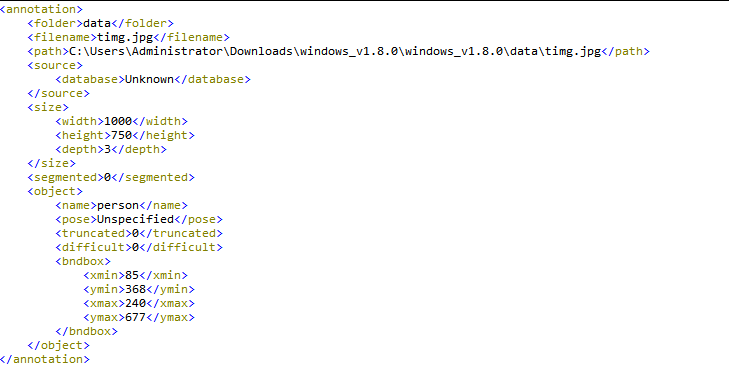 <annotation>
    <folder>data</folder>
    <filename>timg.jpg</filename>
    <path>C:\Users\Administrator\Downloads\windows_v1.8.0\windows_v1.8.0\data\timg.jpg</path>
    <source>
        <database>Unknown</database>
    </source>
    <size>
        <width>1000</width>
        <height>750</height>
        <depth>3</depth>
    </size>
    <segmented>0</segmented>
    <object>
        <name>person</name>
        <pose>Unspecified</pose>
        <truncated>0</truncated>
        <difficult>0</difficult>
        <bndbox>
            <xmin>85</xmin>
            <ymin>368</ymin>
            <xmax>240</xmax>
            <ymax>677</ymax>
        </bndbox>
    </object>
</annotation>